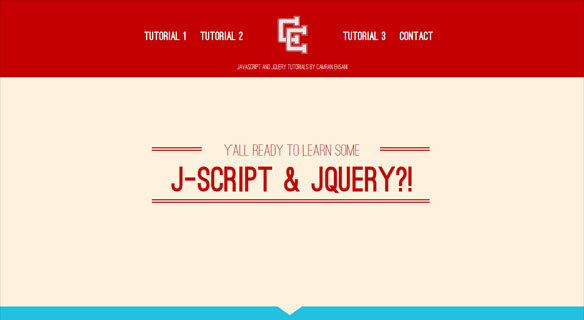 TUTORIAL 1 TUTORIAL 2 CE TUTORIAL 3 CONTACT
JAVASCRIPT AND JQUERY TUTORIALS BY CAMRAN EHSANI
Y'ALL READY TO LEARN SOME
J-SCRIPT & JQUERY?!